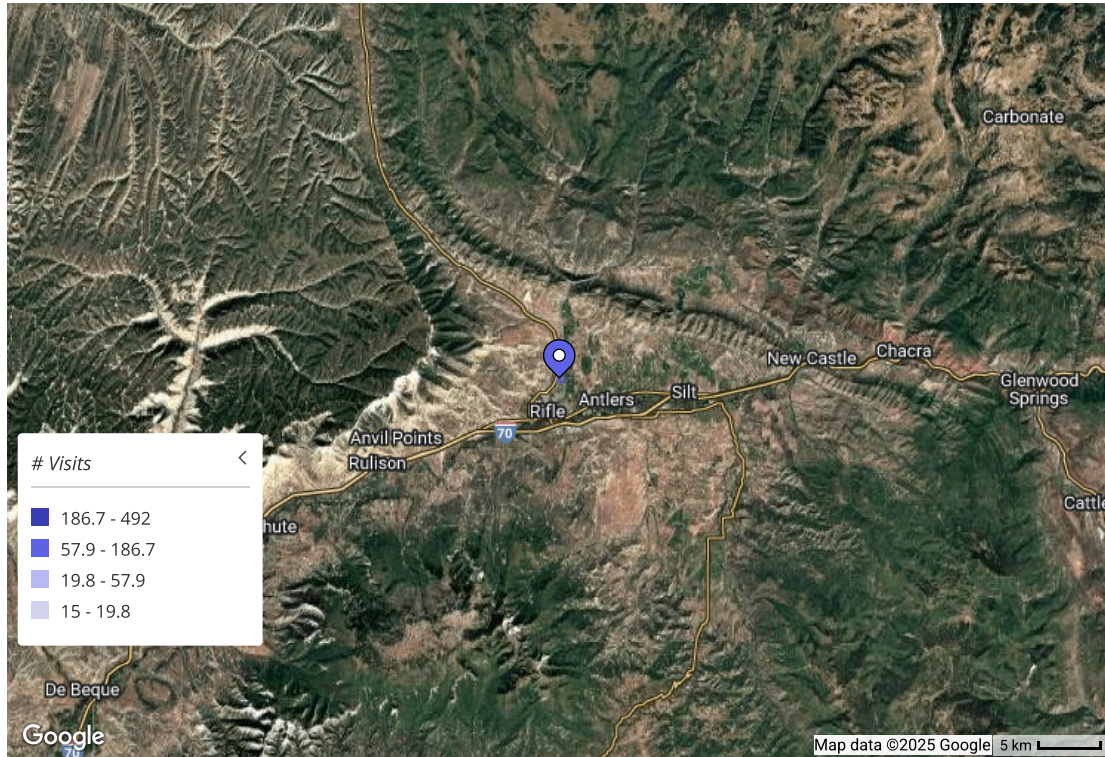 Carbonate
New Castle
Chacra
Glenwood
Springs
Silt
Antlers
Rifle
70
Anvil Points
Rulison
# Visits
186.7 - 492
57.9 - 186.7
19.8 - 57.9
15 - 19.8
hute
Cattle
De Beque
Google
70
Map data ©2025 Google
5 km